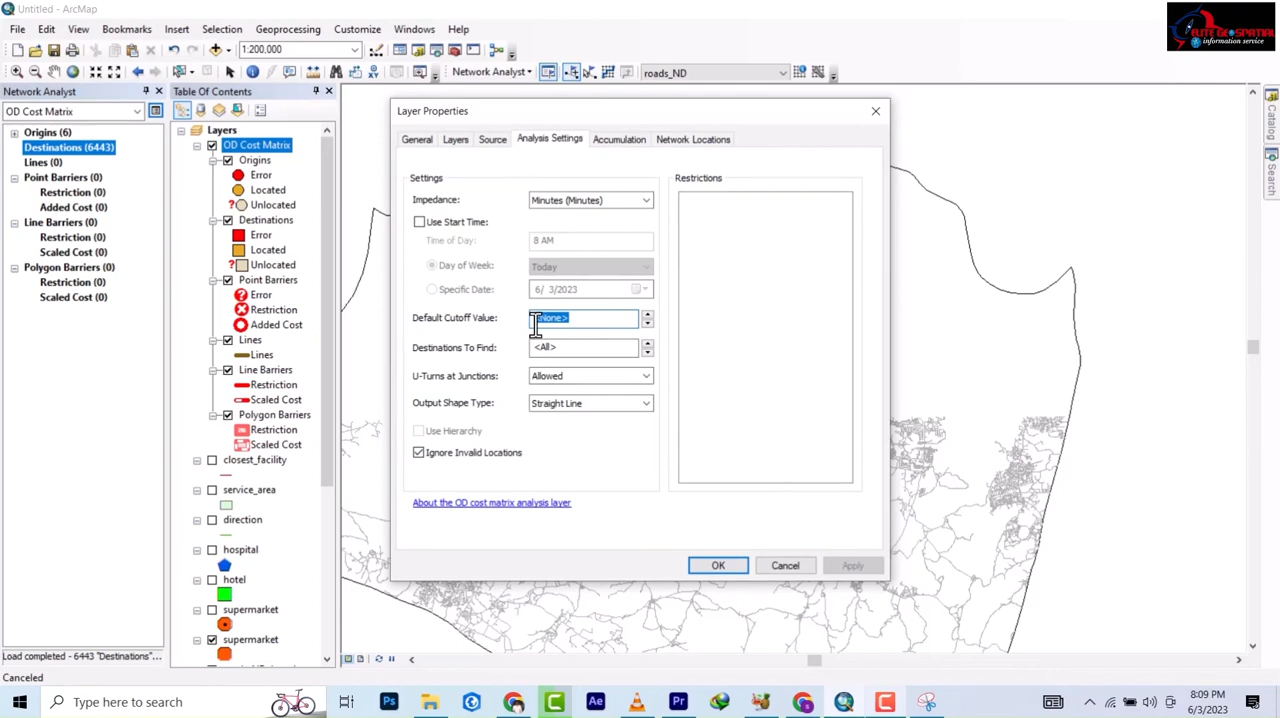 Untitled - ArcMap
ELITE GEOSPATIAL
information service
File Edit View Bookmarks Insert Selection Geoprocessing Customize Windows Help
1:200,000
Network Analyst
roads_ND
Network Analyst
Table Of Contents
OD Cost Matrix
Origins (6)
Destinations (6443)
Lines (0)
Point Barriers (0)
Restriction (0)
Added Cost (0)
Line Barriers (0)
Restriction (0)
Scaled Cost (0)
Polygon Barriers (0)
Restriction (0)
Scaled Cost (0)
Load completed - 6443 "Destinations"...
Canceled
Layers
OD Cost Matrix
Origins
Error
Located
Unlocated
Destinations
Error
Located
Unlocated
Point Barriers
Error
Restriction
Added Cost
Lines
Lines
Line Barriers
Restriction
Scaled Cost
Polygon Barriers
Restriction
Scaled Cost
closest_facility
service_area
direction
hospital
hotel
supermarket
supermarket
Layer Properties
General Layers Source Analysis Settings Accumulation Network Locations
Settings
Impedance: Minutes (Minutes)
Use Start Time:
Time of Day: 8 AM
Day of Week: Today
Specific Date: 6/ 3/2023
Default Cutoff Value: <None>
Destinations To Find: <All>
U-Turns at Junctions: Allowed
Output Shape Type: Straight Line
Use Hierarchy
Ignore Invalid Locations
About the OD cost matrix analysis layer
Restrictions
OK Cancel Apply
Catalog
Search
Type here to search
8:09 PM
6/3/2023